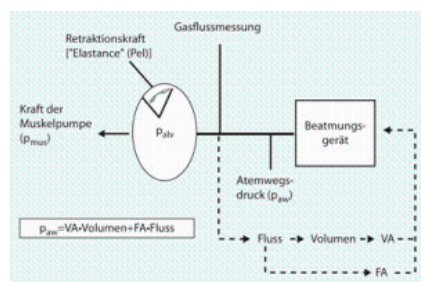 Gasflussmessung
Retraktionskraft
["Elastance" (Pel)]
Kraft der
Muskelpumpe
(pmus)
Palv
Beatmungs-
gerät
Atemwegs-
druck (paw)
paw=VA•Volumen+FA•Fluss
Fluss
Volumen
VA
FA